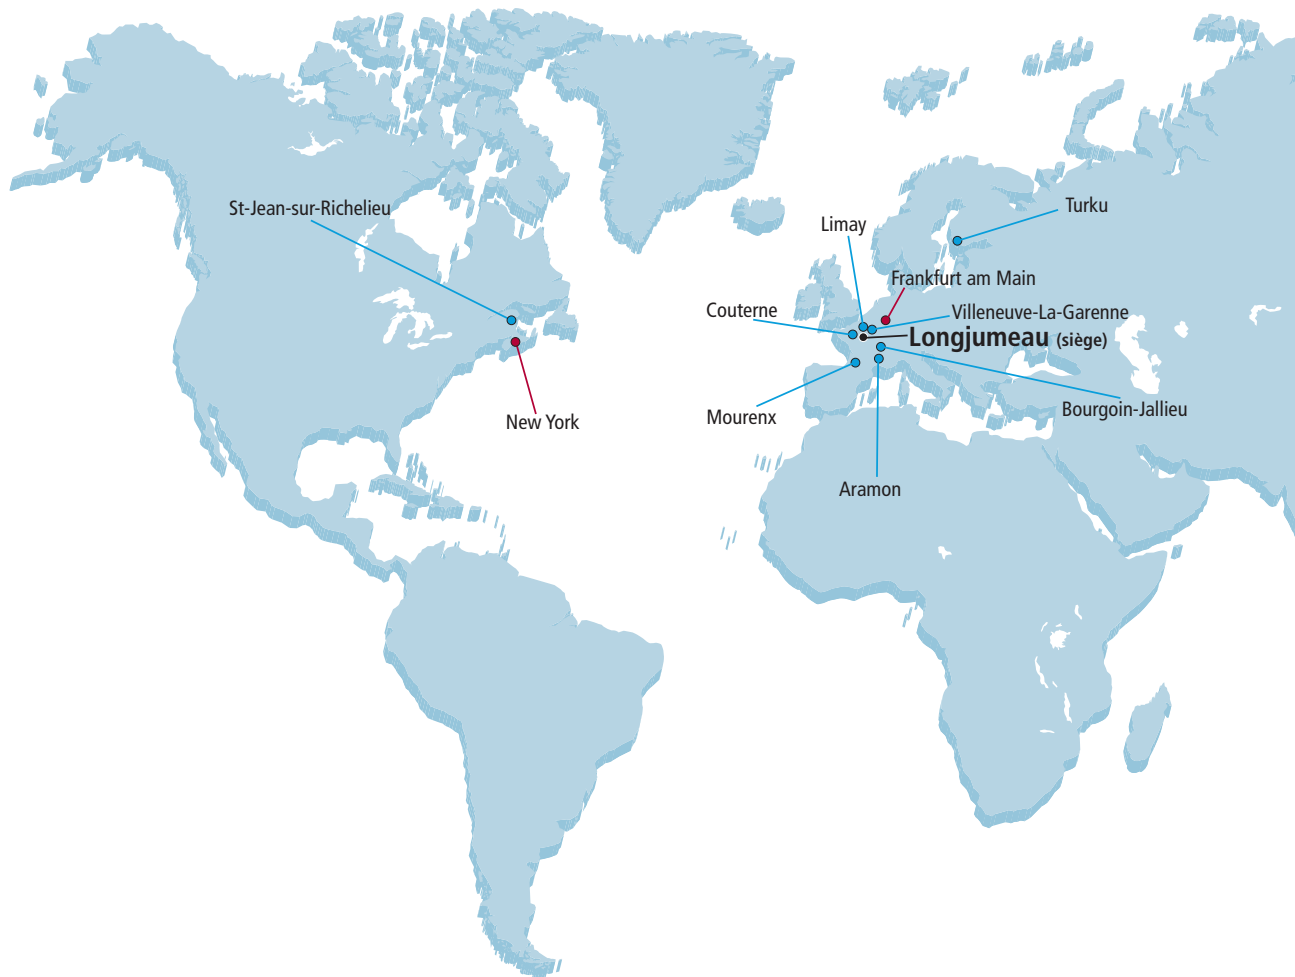 St-Jean-sur-Richelieu
Turku
Limay
Frankfurt am Main
Couterne
Villeneuve-La-Garenne
Longjumeau (siège)
Mourenx
Bourgoin-Jallieu
New York
Aramon